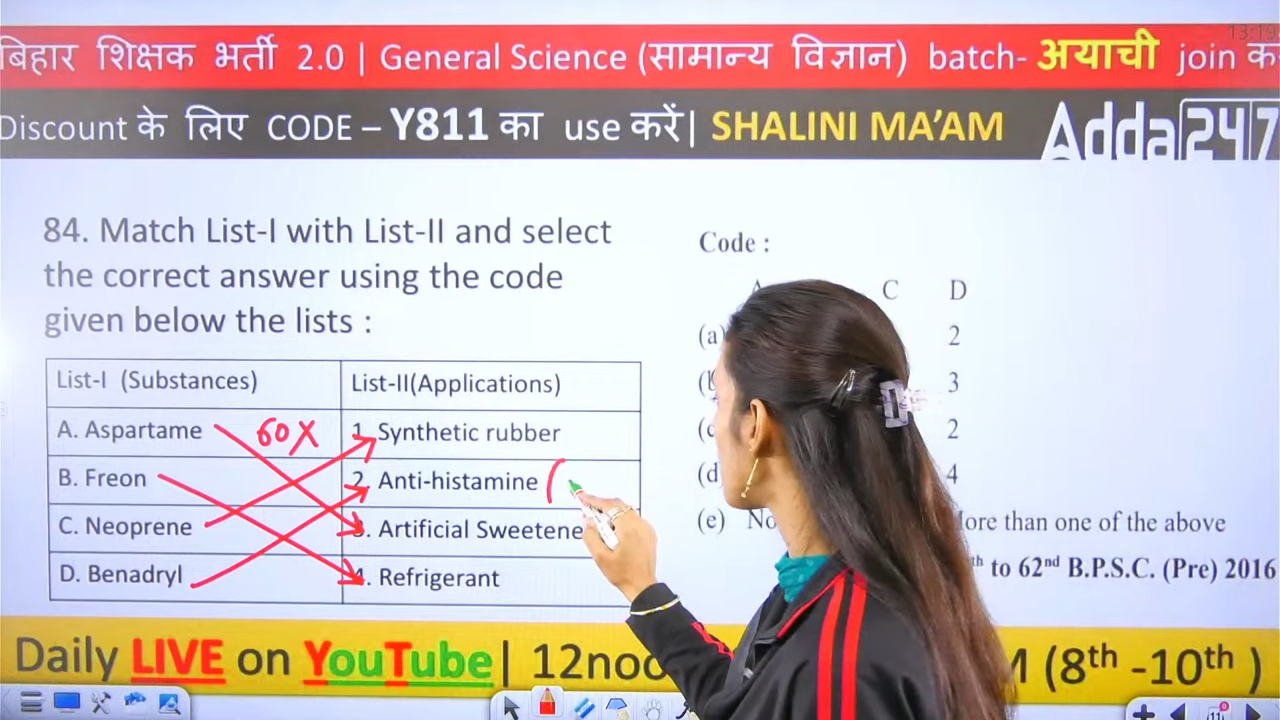 13:19
बिहार शिक्षक भर्ती 2.0 | General Science (सामान्य विज्ञान) batch- अयाची join
Discount के लिए CODE – Y811 का use करें| SHALINI MA’AM Adda247
84. Match List-I with List-II and select
the correct answer using the code
given below the lists :
List-I (Substances) List-II(Applications)
A. Aspartame 60X 1. Synthetic rubber
B. Freon 2. Anti-histamine (
C. Neoprene 3. Artificial
D. Benadryl 4. Refrigerant
Code :
C D
(a) 2
3
2
(d) 4
(e) More than one of the above
to 62nd B.P.S.C. (Pre) 2016
Daily LIVE on YouTube| (8th -10th )